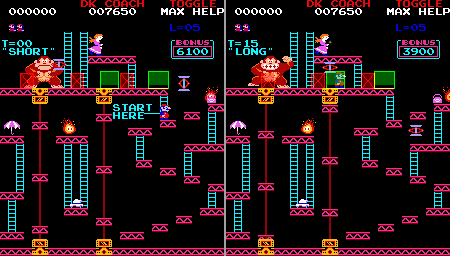 DK COACH TOGGLE
000000 007650 MAX HELP
L=05
T=00
"SHORT"
BONUS
6100
START
HERE
DK COACH TOGGLE
000000 007650 MAX HELP
L=05
T=15
"LONG"
BONUS
3900